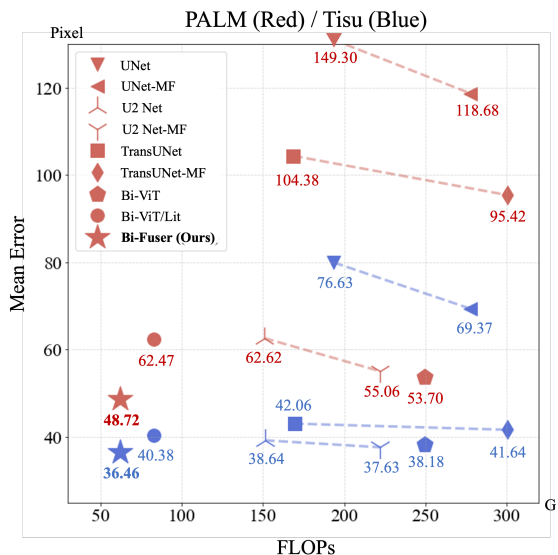 PALM (Red) / Tisu (Blue)
Pixel
UNet
UNet-MF
U2 Net
U2 Net-MF
TransUNet
TransUNet-MF
Bi-ViT
Bi-ViT/Lit
Bi-Fuser (Ours)
149.30
118.68
104.38
95.42
76.63
69.37
62.47
62.62
55.06
53.70
48.72
42.06
40.38
38.64
37.63
38.18
41.64
36.46
Mean Error
120
100
80
60
40
50
100
150
200
250
300
G
FLOPs